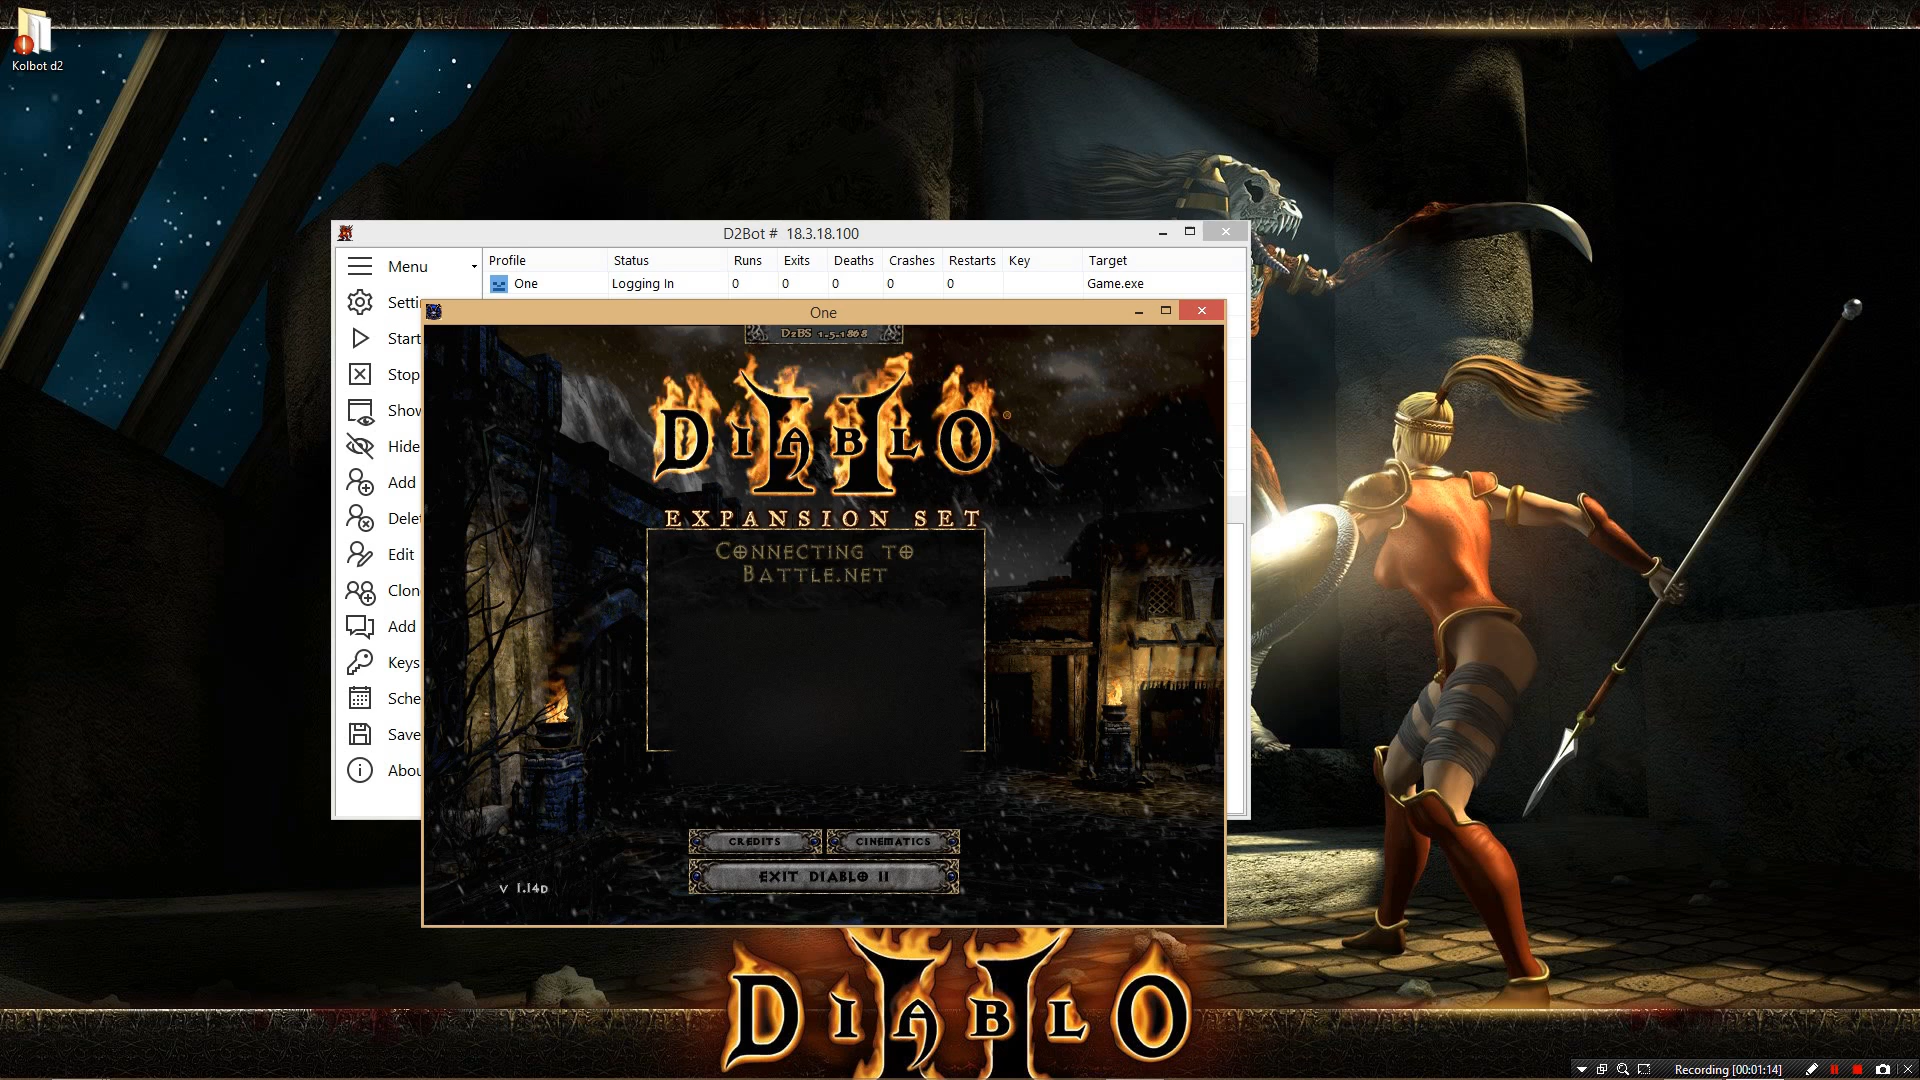 Kolbot d2
D2Bot # 18.3.18.100
Menu
Profile Status Runs Exits Deaths Crashes Restarts Key Target
One Logging In 0 0 0 0 0 Game.exe
Setti
Start
Stop
Show
Hide
Add
Delet
Edit
Clon
Add
Keys
Sche
Save
Abou
One
D2BS 1.5.1868
DIABLO II
EXPANSION SET
CONNECTING TO
BATTLE.NET
CREDITS CINEMATICS
EXIT DIABLO II
V 1.14D
DIABLO II
Recording [00:01:14]